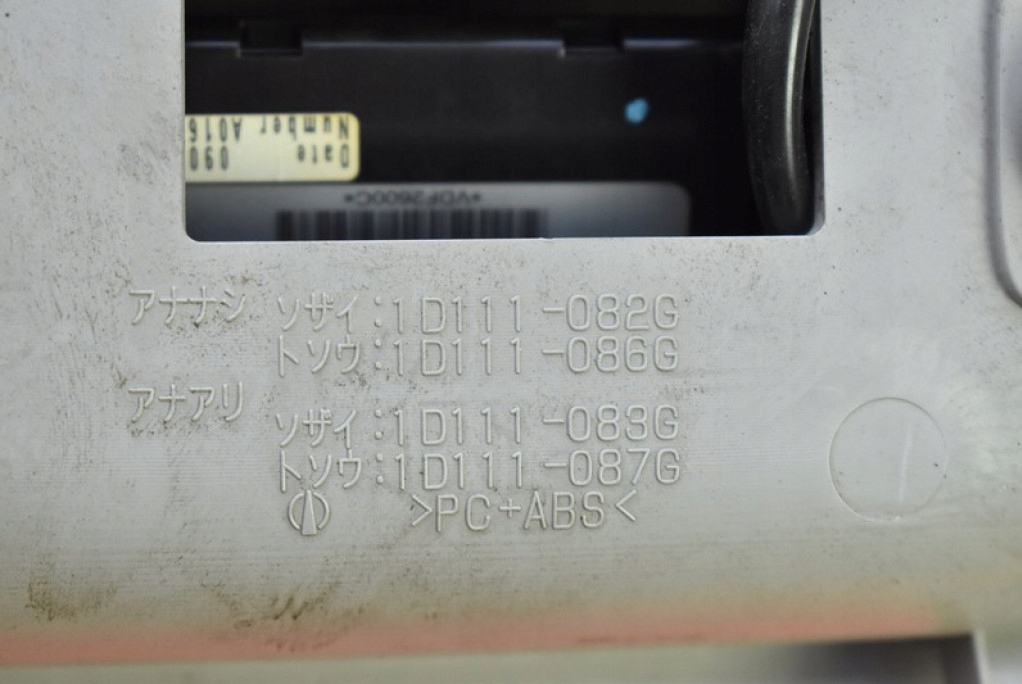 Number A016
Date 090
*VDF2600C*
アナナシ ソザイ:1D111-082G
トソウ:1D111-086G
アナアリ
ソザイ:1D111-083G
トソウ:1D111-087G
>PC+ABS<